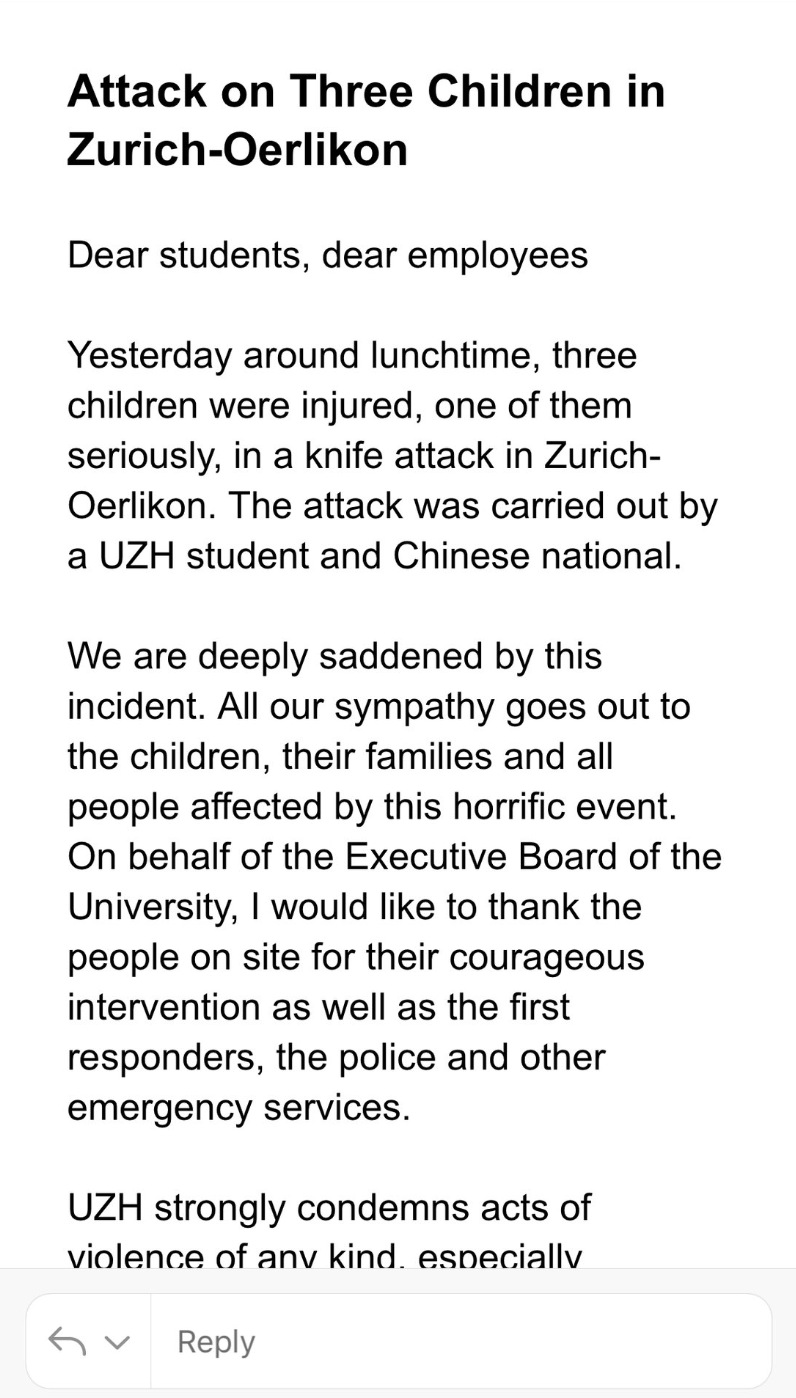 Attack on Three Children in
Zurich-Oerlikon
Dear students, dear employees
Yesterday around lunchtime, three
children were injured, one of them
seriously, in a knife attack in Zurich-
Oerlikon. The attack was carried out by
a UZH student and Chinese national.
We are deeply saddened by this
incident. All our sympathy goes out to
the children, their families and all
people affected by this horrific event.
On behalf of the Executive Board of the
University, I would like to thank the
people on site for their courageous
intervention as well as the first
responders, the police and other
emergency services.
UZH strongly condemns acts of
violence of any kind, especially
Reply